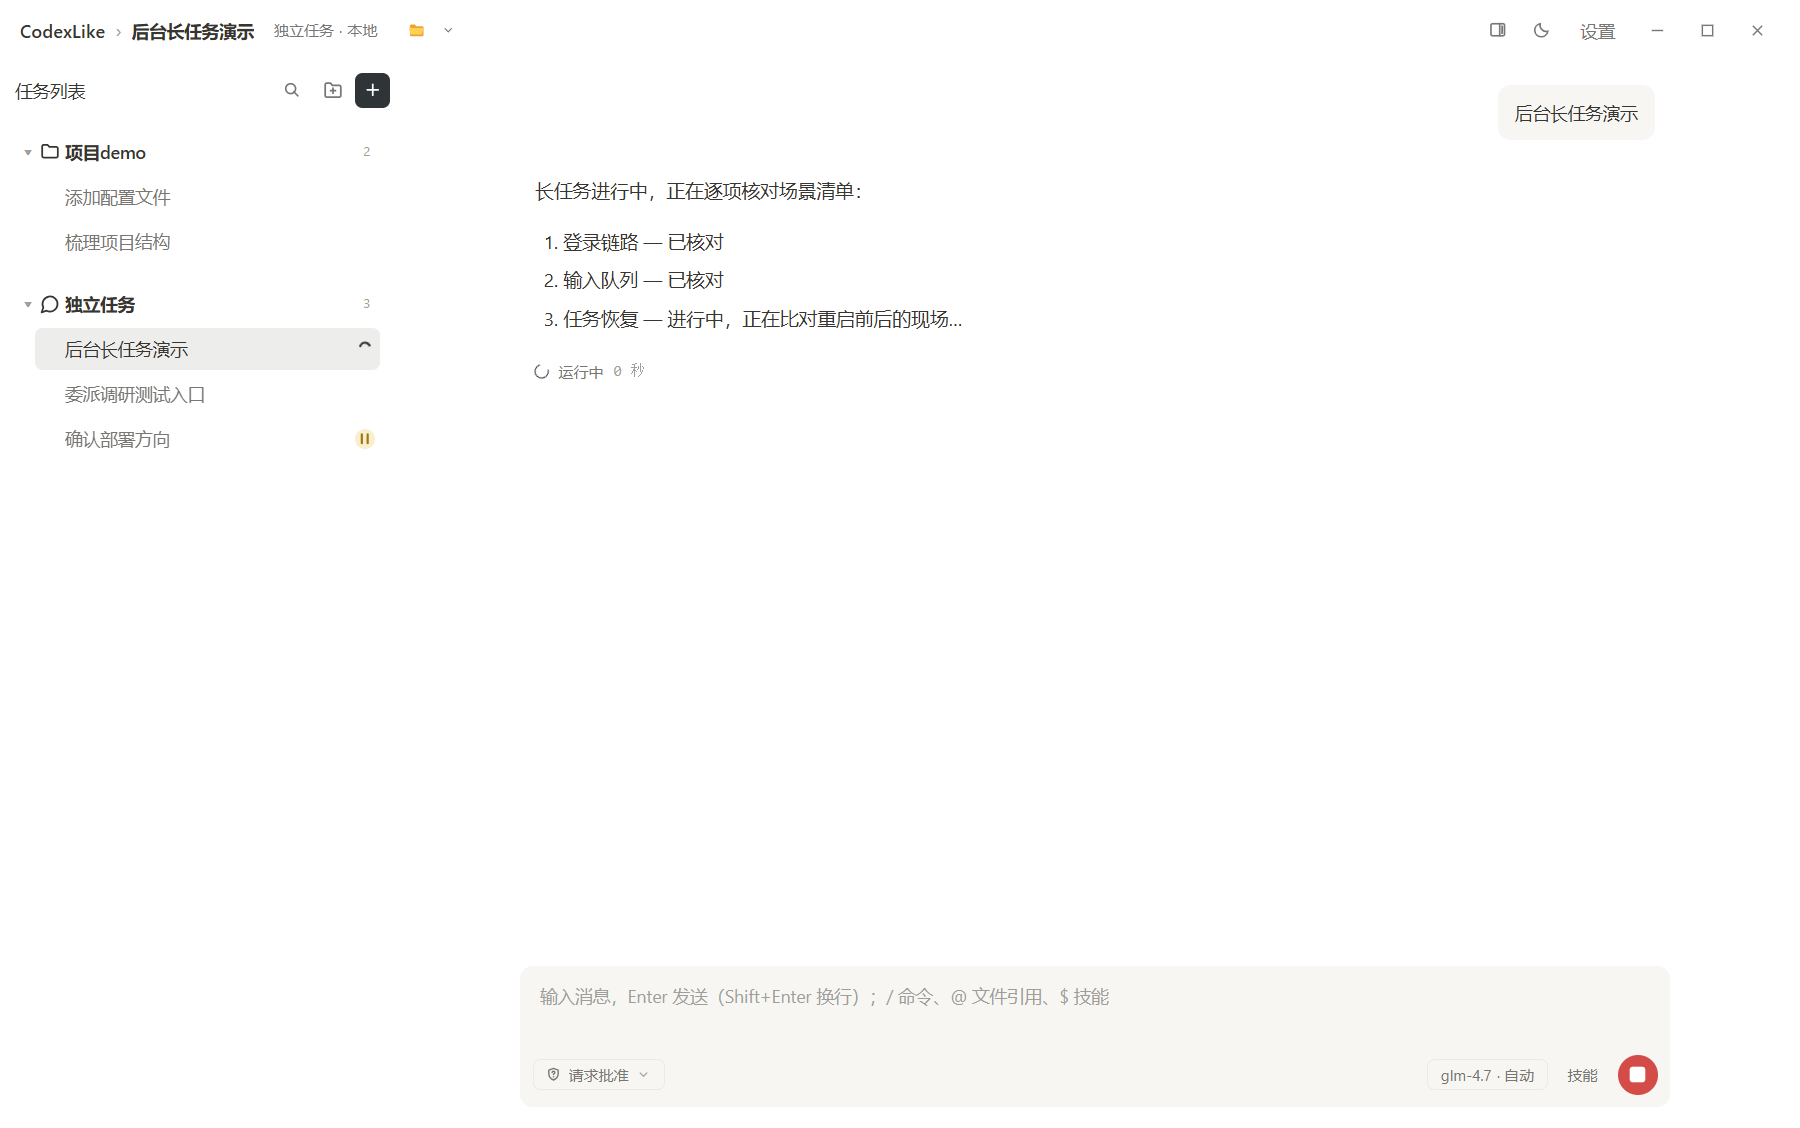 CodexLike › 后台长任务演示 独立任务 · 本地
设置
任务列表
项目demo 2
添加配置文件
梳理项目结构
独立任务 3
后台长任务演示
委派调研测试入口
确认部署方向
后台长任务演示
长任务进行中，正在逐项核对场景清单：
1. 登录链路 — 已核对
2. 输入队列 — 已核对
3. 任务恢复 — 进行中，正在比对重启前后的现场...
运行中 0 秒
输入消息，Enter 发送（Shift+Enter 换行）；/ 命令、@ 文件引用、$ 技能
请求批准
glm-4.7 · 自动 技能